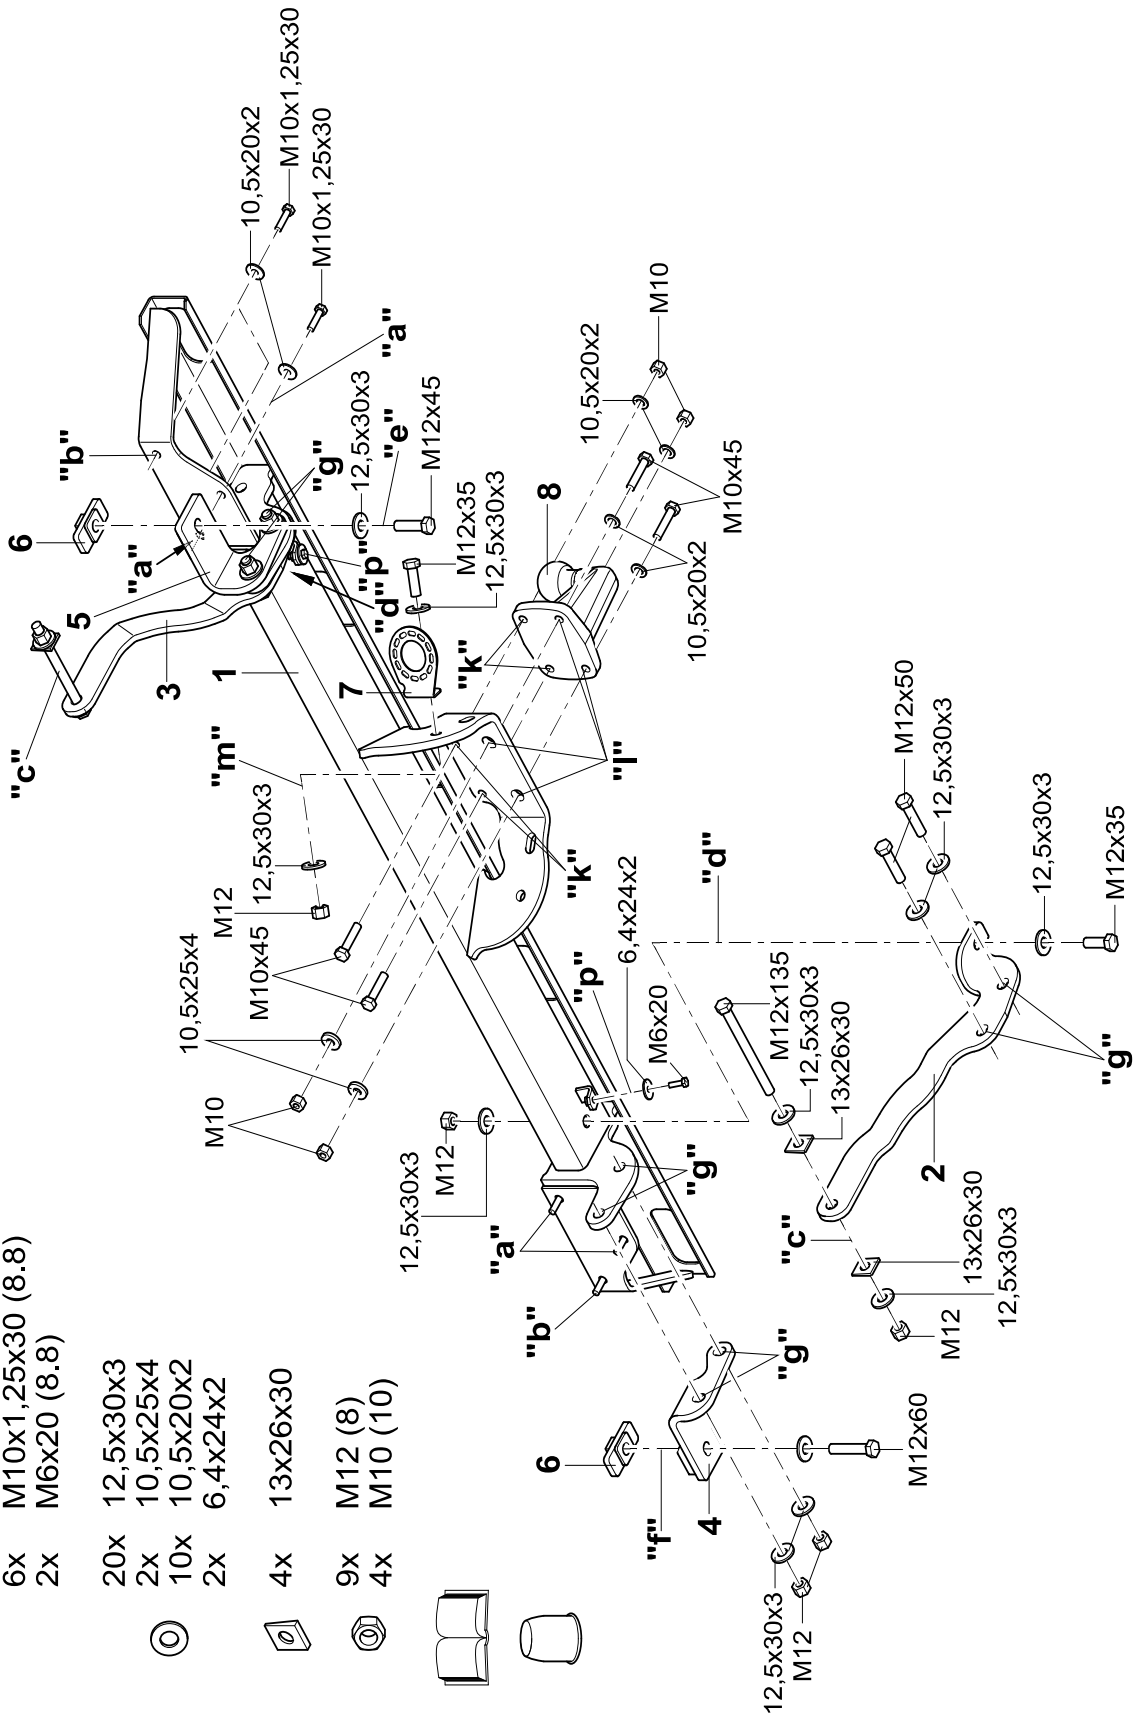 6x M10x1,25x30 (8.8)
2x M6x20 (8.8)
20x 12,5x30x3
2x 10,5x25x4
10x 10,5x20x2
2x 6,4x24x2
4x 13x26x30
9x M12 (8)
4x M10 (10)
"c"
6
"b"
10,5x20x2
M10x1,25x30
M10x1,25x30
"a"
"a"
5
3
1
"g"
12,5x30x3
"e"
M12x45
"p"
"d"
M12x35
12,5x30x3
7
"m"
12,5x30x3
M12
M10x45
10,5x25x4
M10
"k"
"k"
"l"
8
10,5x20x2
M10
M10x45
10,5x20x2
12,5x30x3
M12
"a"
"b"
"g"
"p"
6,4x24x2
M6x20
"d"
M12x135
12,5x30x3
13x26x30
M12x50
12,5x30x3
12,5x30x3
M12x35
"g"
2
"c"
13x26x30
12,5x30x3
M12
6
"f"
4
"g"
M12x60
12,5x30x3
M12